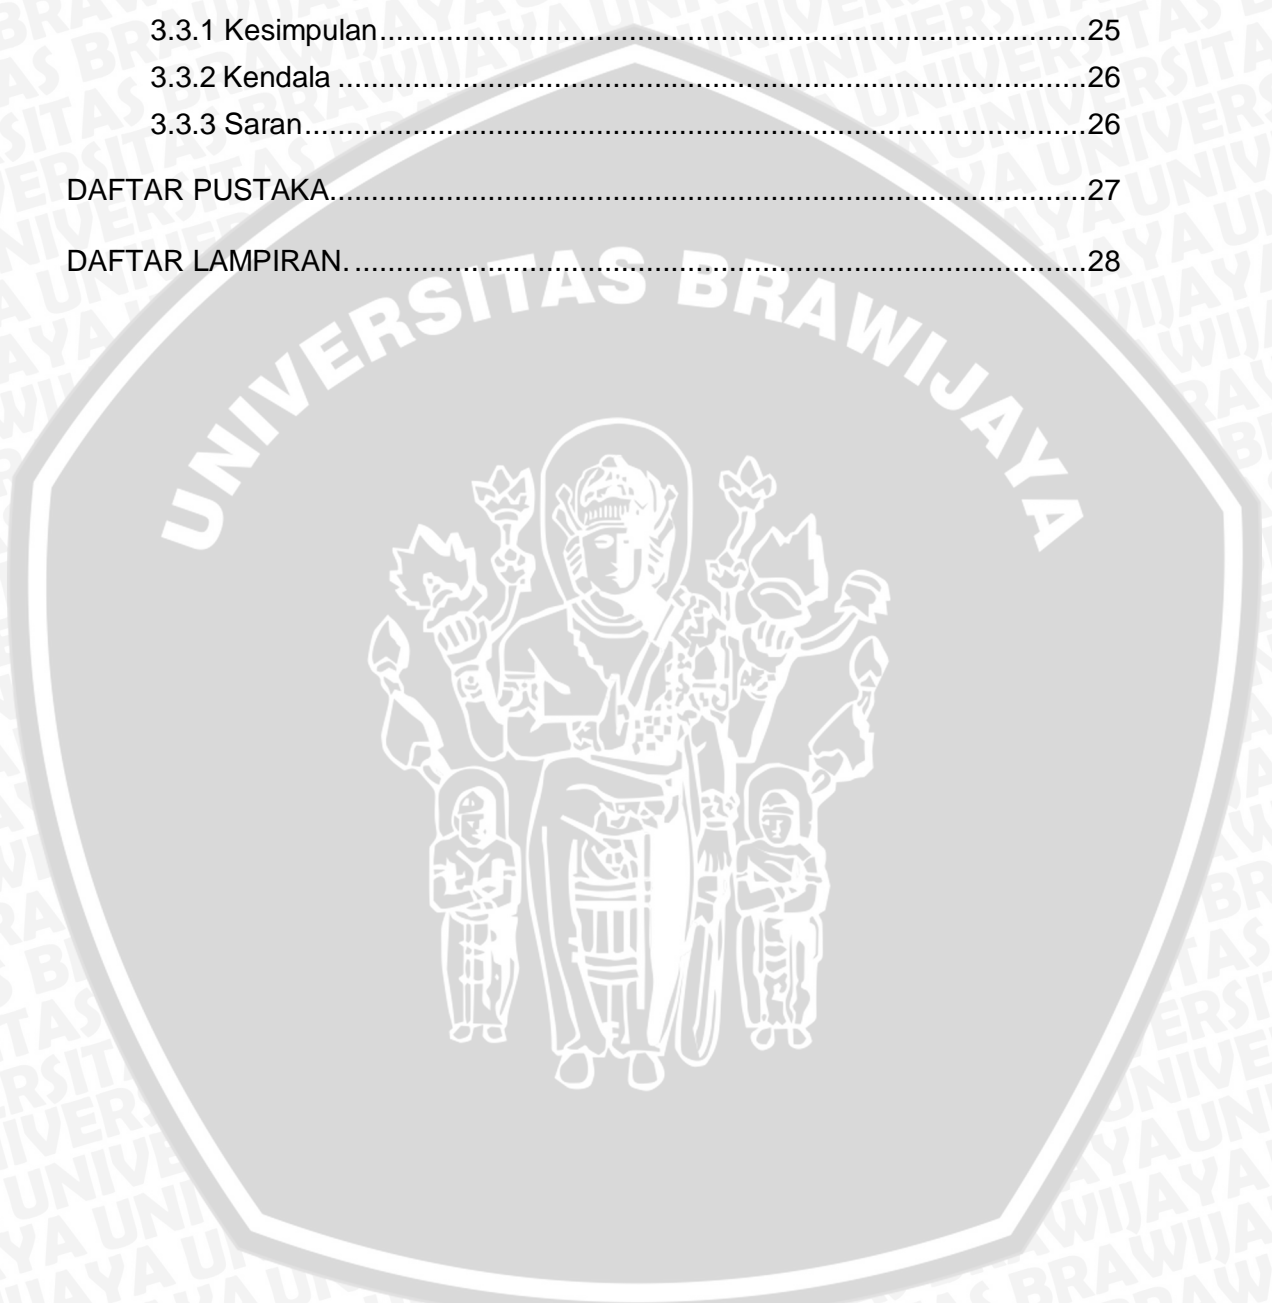 3.3.1 Kesimpulan......................................................................................25
3.3.2 Kendala ...........................................................................................26
3.3.3 Saran...............................................................................................26
DAFTAR PUSTAKA............................................................................................27
DAFTAR LAMPIRAN. .........................................................................................28
UNIVERSITAS BRAWIJAYA